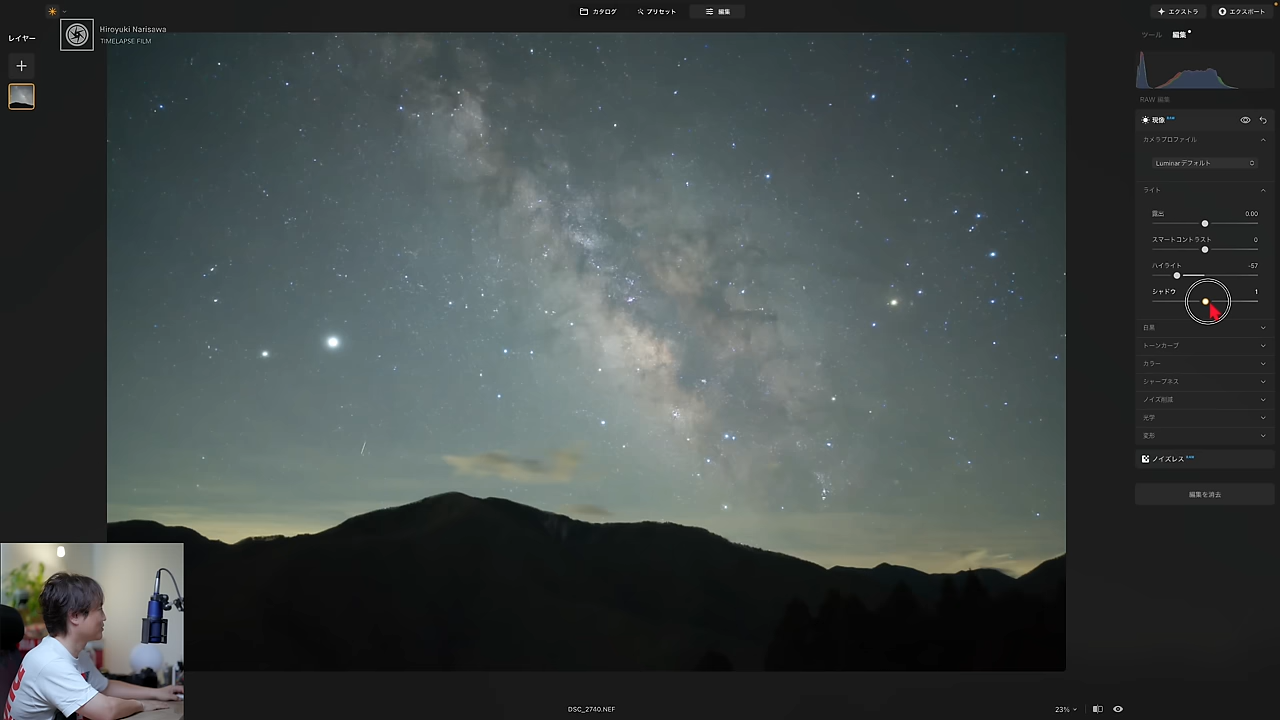 カタログ
プリセット
編集
エクストラ
エクスポート
Hiroyuki Narisawa
TIMELAPSE FILM
レイヤー
ツール
編集
RAW 編集
現像
カメラプロファイル
Luminarデフォルト
ライト
露出 0.00
スマートコントラスト 0
ハイライト -57
シャドウ 1
白黒
トーンカーブ
カラー
シャープネス
ノイズ削減
光学
変形
ノイズレス
編集を消去
DSC_2740.NEF
23%